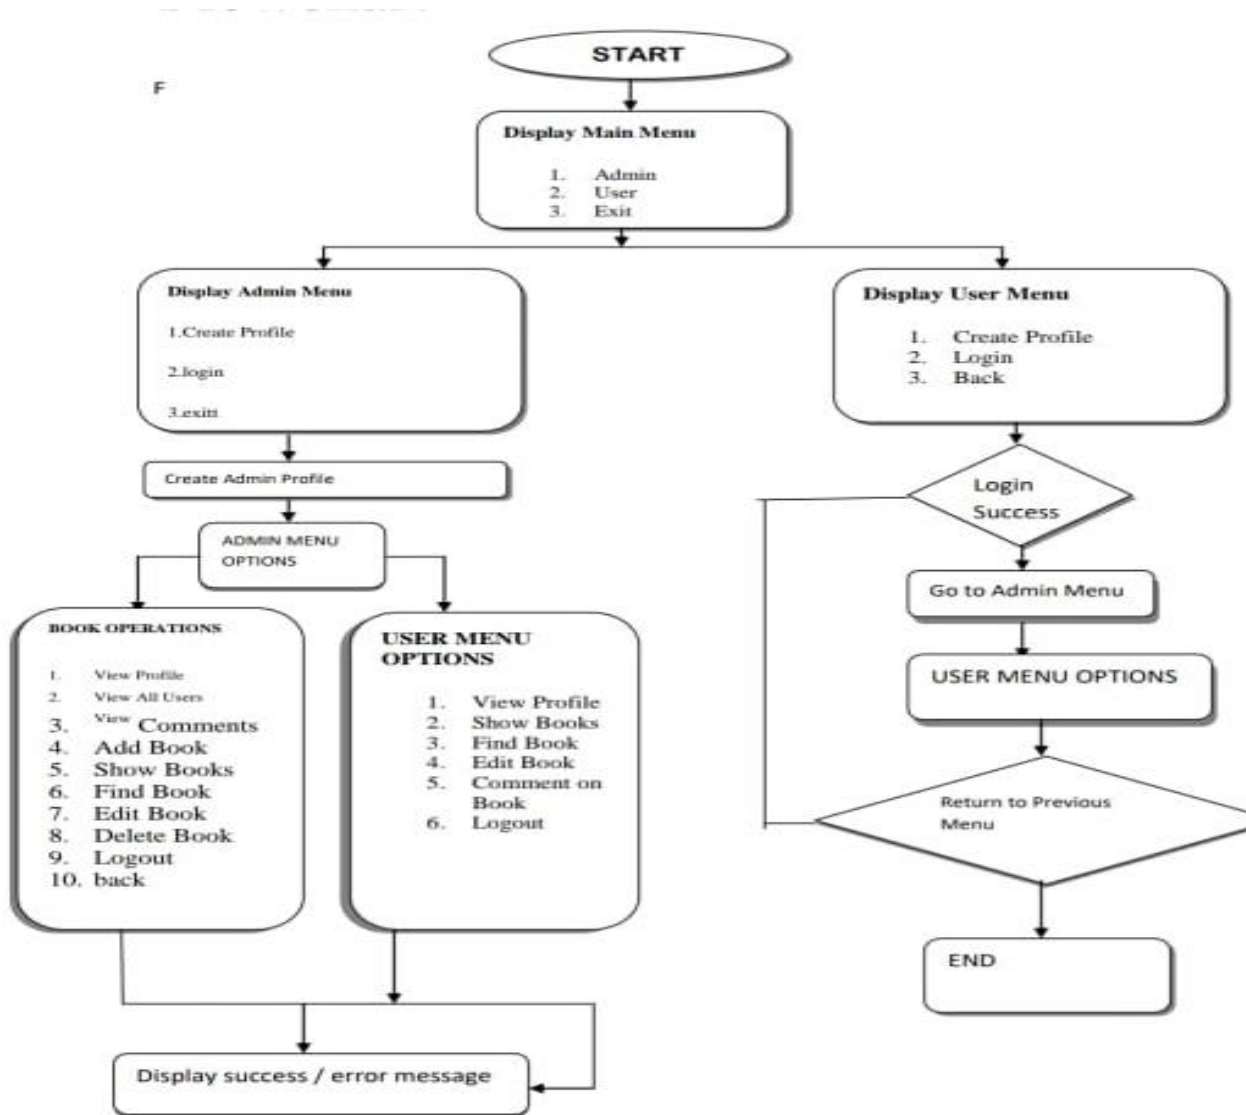 START
F
Display Main Menu
1. Admin
2. User
3. Exit
Display Admin Menu
1.Create Profile
2.login
3.exitt
Display User Menu
1. Create Profile
2. Login
3. Back
Create Admin Profile
Login
Success
ADMIN MENU
OPTIONS
Go to Admin Menu
BOOK OPERATIONS
1. View Profile
2. View All Users
3. View Comments
4. Add Book
5. Show Books
6. Find Book
7. Edit Book
8. Delete Book
9. Logout
10. back
USER MENU
OPTIONS
1. View Profile
2. Show Books
3. Find Book
4. Edit Book
5. Comment on
Book
6. Logout
USER MENU OPTIONS
Return to Previous
Menu
END
Display success / error message